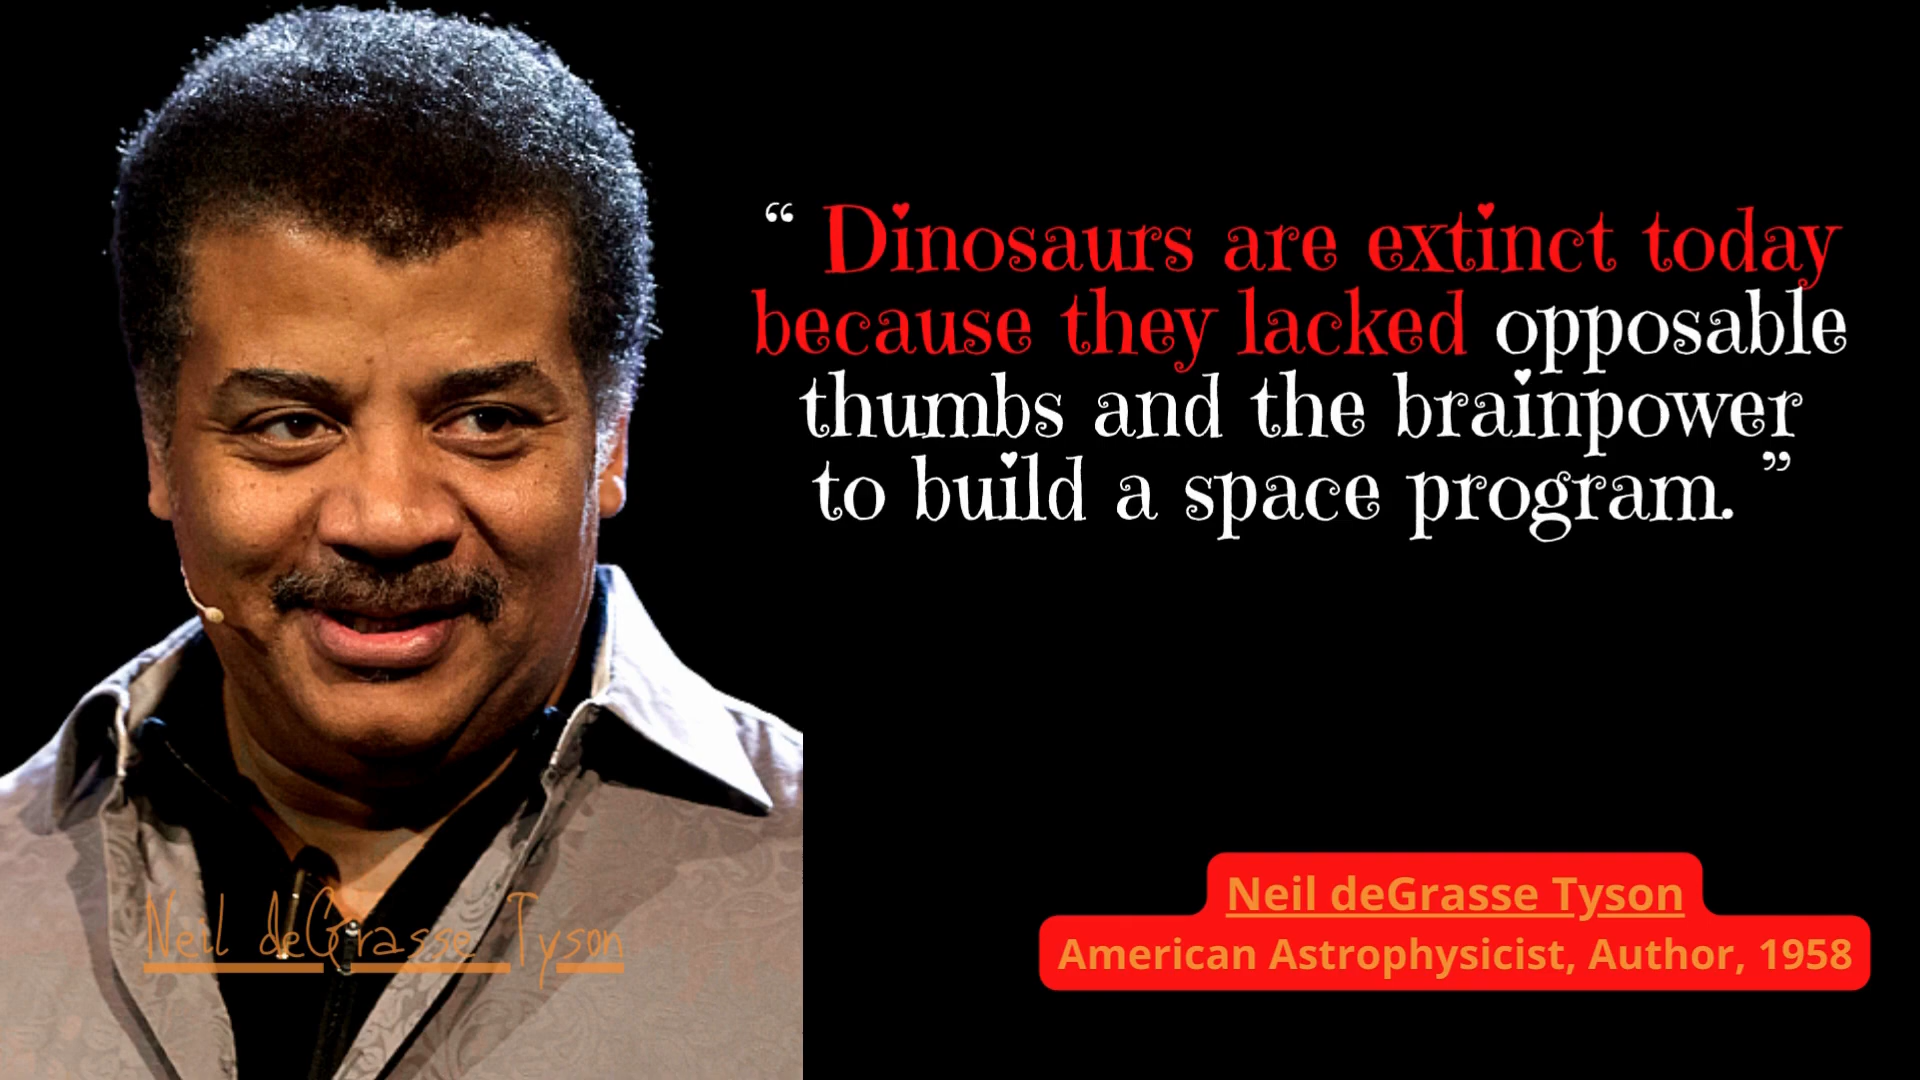 “ Dinosaurs are extinct today
because they lacked opposable
thumbs and the brainpower
to build a space program. ”
Neil deGrasse Tyson
Neil deGrasse Tyson
American Astrophysicist, Author, 1958